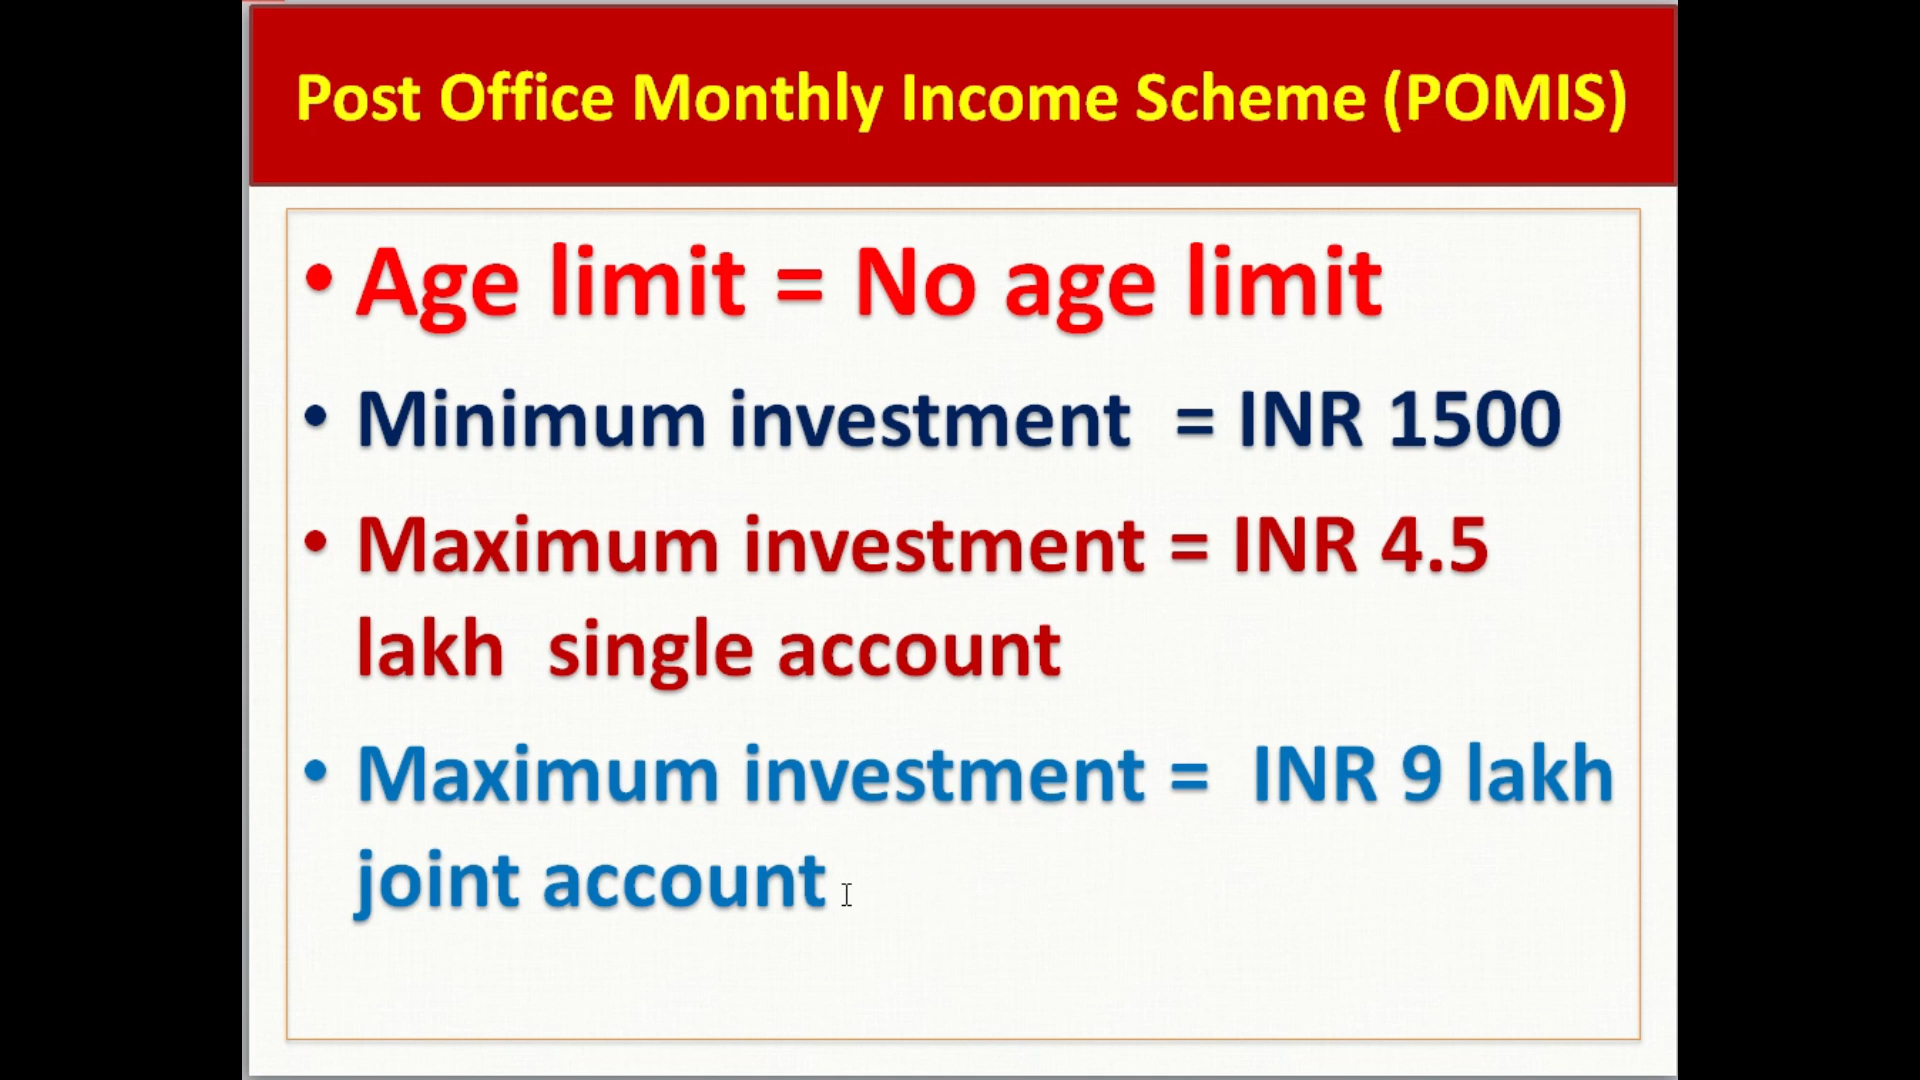 Post Office Monthly Income Scheme (POMIS)
• Age limit = No age limit
• Minimum investment = INR 1500
• Maximum investment = INR 4.5
lakh single account
• Maximum investment = INR 9 lakh
joint account